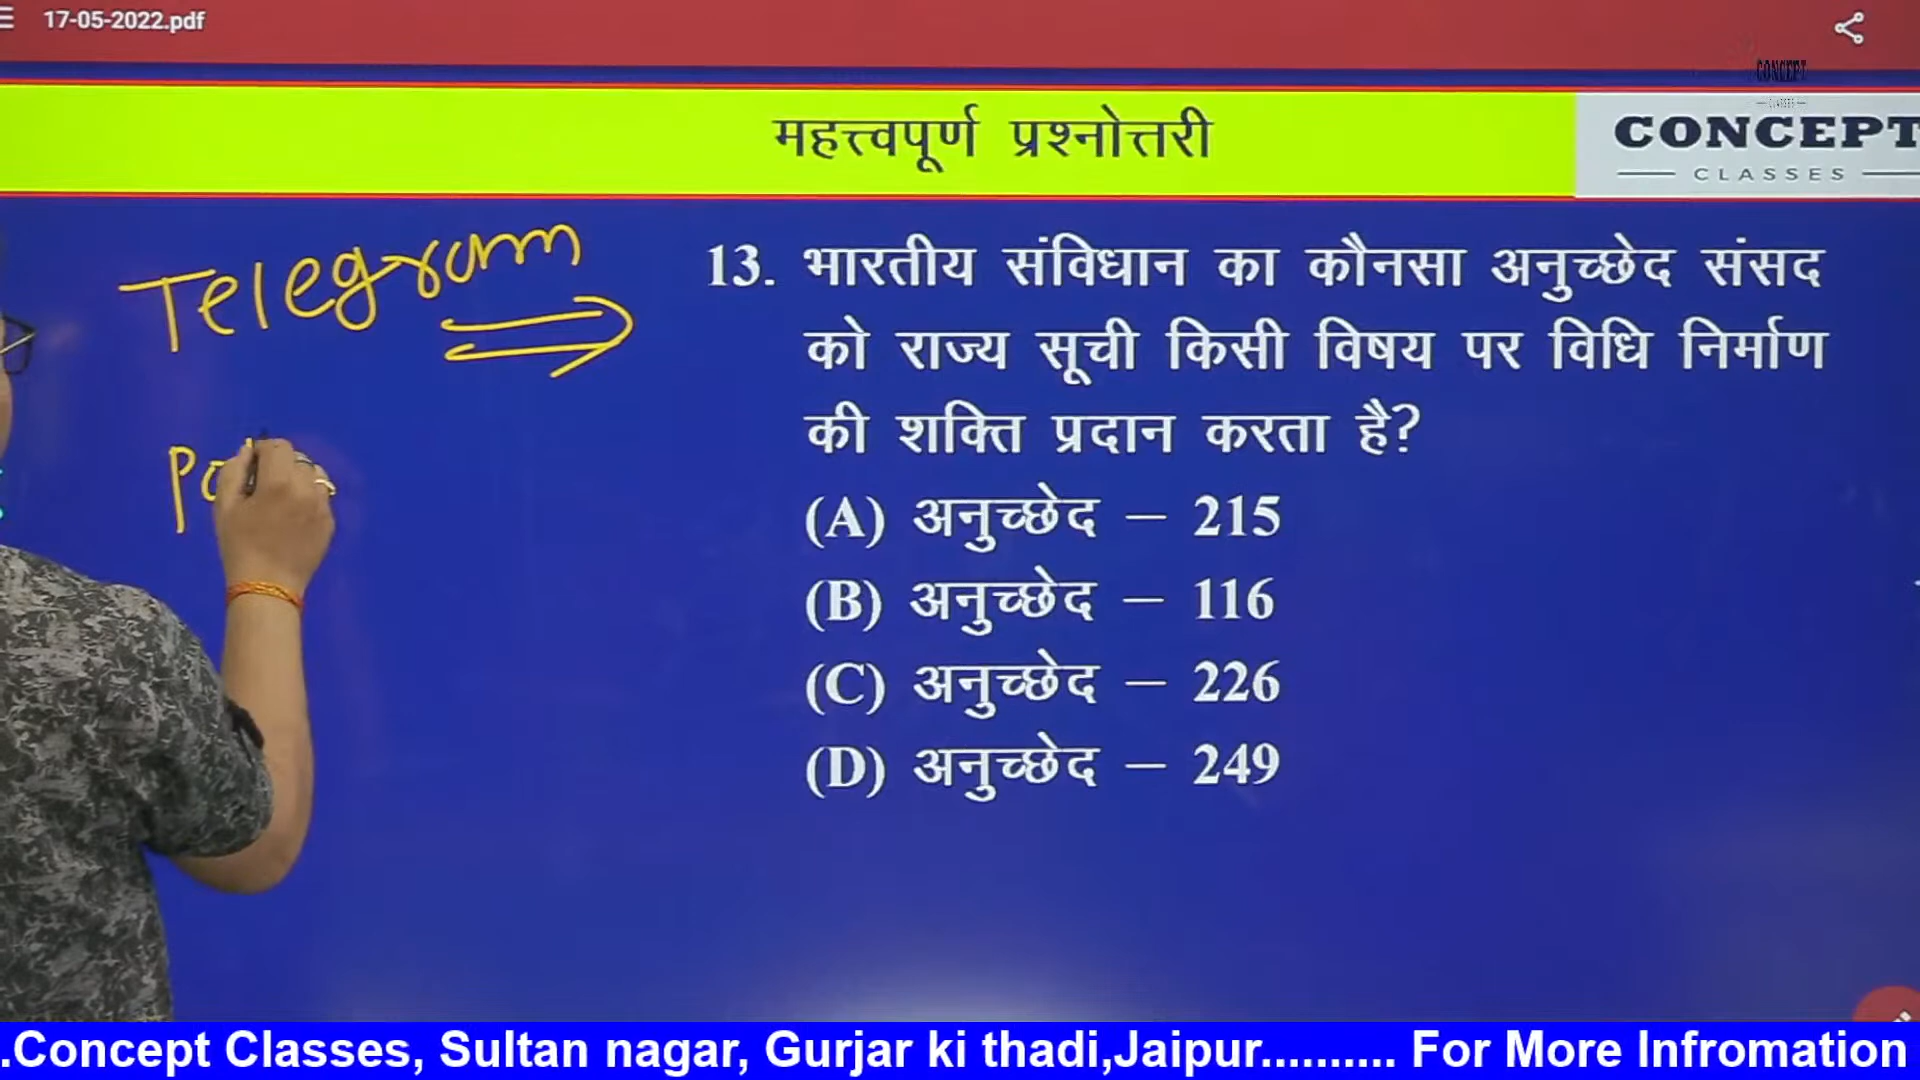 17-05-2022.pdf
CONCEPT
CLASSES
महत्त्वपूर्ण प्रश्नोत्तरी
CONCEPT
CLASSES
Telegram
13. भारतीय संविधान का कौनसा अनुच्छेद संसद
को राज्य सूची किसी विषय पर विधि निर्माण
की शक्ति प्रदान करता है?
(A) अनुच्छेद – 215
(B) अनुच्छेद – 116
(C) अनुच्छेद – 226
(D) अनुच्छेद – 249
.Concept Classes, Sultan nagar, Gurjar ki thadi,Jaipur.......... For More Infromation